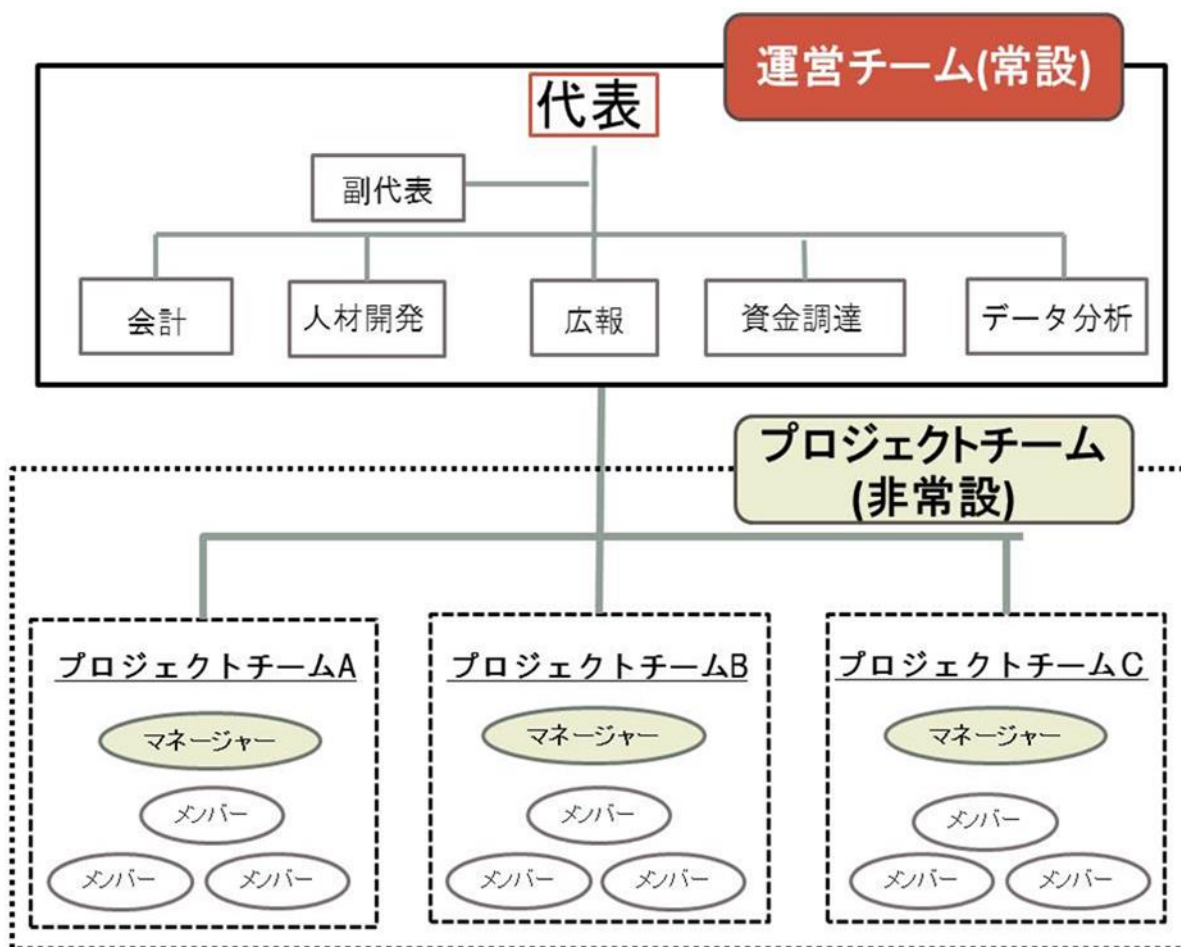 運営チーム(常設)
代表
副代表
会計
人材開発
広報
資金調達
データ分析
プロジェクトチーム
(非常設)
プロジェクトチームA
プロジェクトチームB
プロジェクトチームC
マネージャー
マネージャー
マネージャー
メンバー
メンバー
メンバー
メンバー
メンバー
メンバー
メンバー
メンバー
メンバー